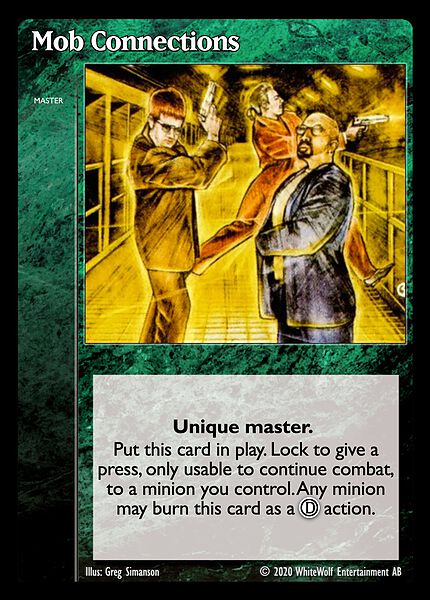 Mob Connections
MASTER
Unique master.
Put this card in play. Lock to give a
press, only usable to continue combat,
to a minion you control. Any minion
may burn this card as a Ⓓ action.
Illus: Greg Simanson
© 2020 WhiteWolf Entertainment AB